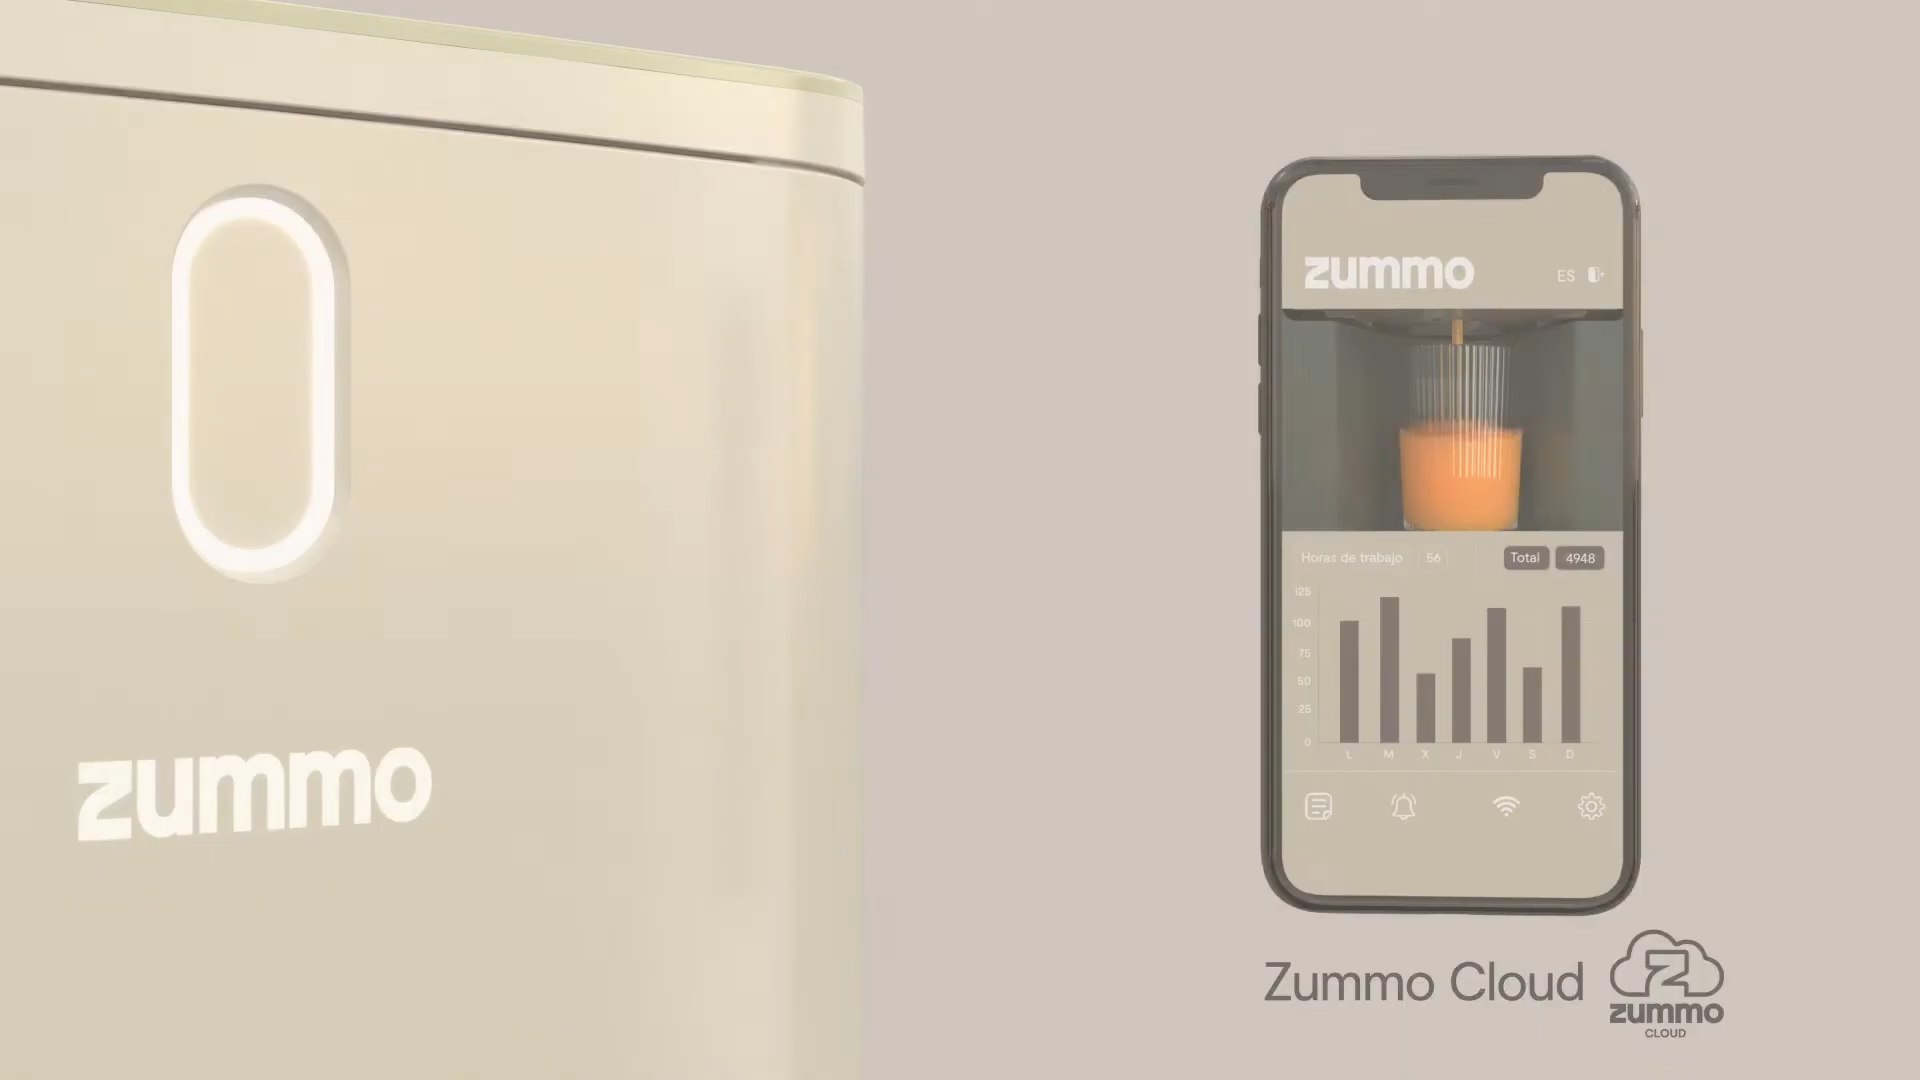 zummo
zummo
ES
Horas de trabajo 56
Total 4948
125
100
75
50
25
0
L M X J V S D
Zummo Cloud
Z
zummo
CLOUD